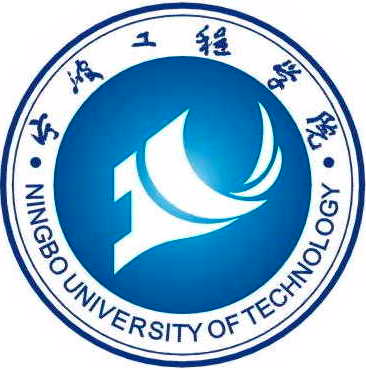 宁波工程学院
NINGBO UNIVERSITY OF TECHNOLOGY